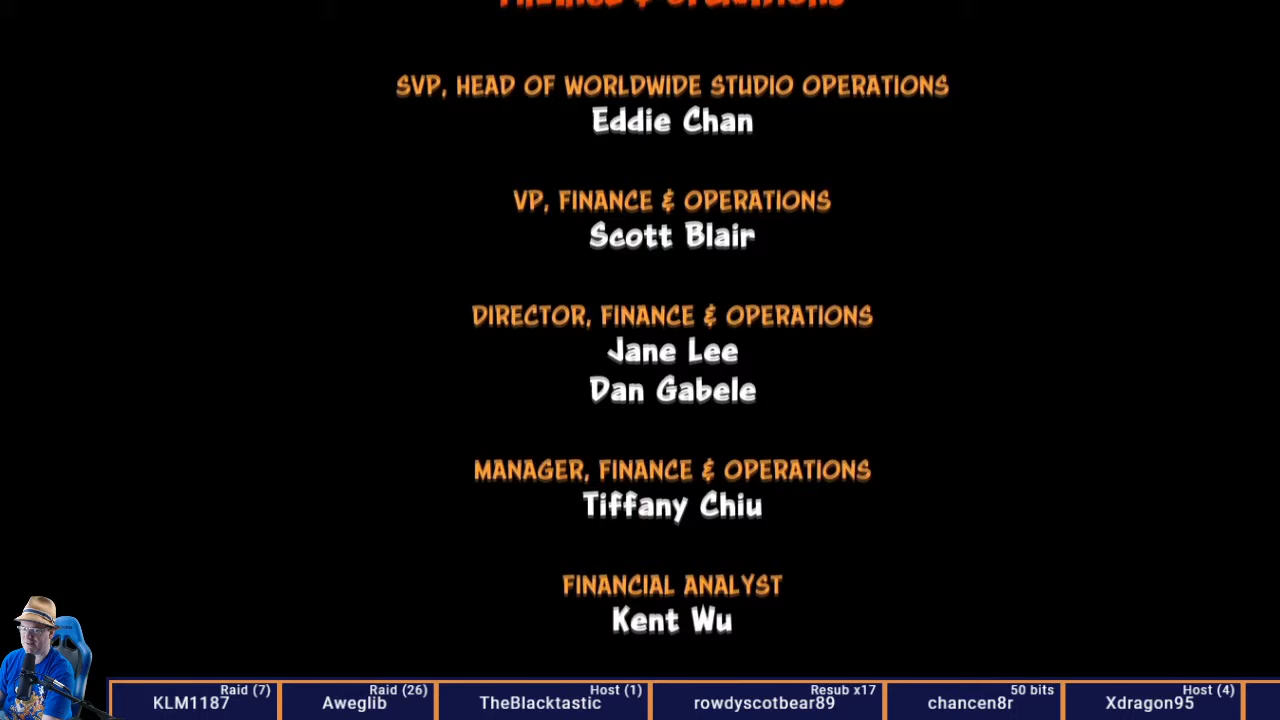 FINANCE & OPERATIONS
SVP, HEAD OF WORLDWIDE STUDIO OPERATIONS
Eddie Chan
VP, FINANCE & OPERATIONS
Scott Blair
DIRECTOR, FINANCE & OPERATIONS
Jane Lee
Dan Gabele
MANAGER, FINANCE & OPERATIONS
Tiffany Chiu
FINANCIAL ANALYST
Kent Wu
Raid (7)
KLM1187
Raid (26)
Aweglib
Host (1)
TheBlacktastic
Resub x17
rowdyscotbear89
50 bits
chancen8r
Host (4)
Xdragon95